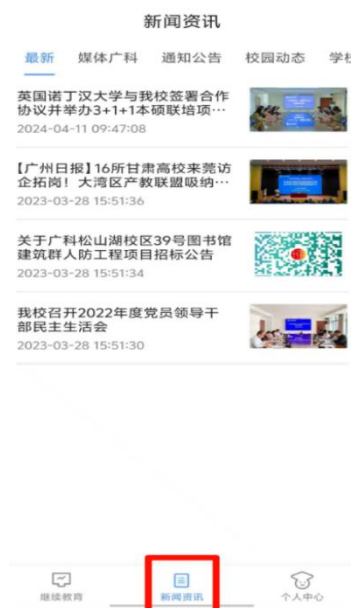 新闻资讯
最新 媒体广科 通知公告 校园动态 学校
英国诺丁汉大学与我校签署合作
协议并举办3+1+1本硕联培项…
2024-04-11 09:47:08
【广州日报】16所甘肃高校来莞访
企拓岗！大湾区产教联盟吸纳…
2023-03-28 15:51:36
关于广科松山湖校区39号图书馆
建筑群人防工程项目招标公告
2023-03-28 15:51:34
我校召开2022年度党员领导干
部民主生活会
2023-03-28 15:51:30
继续教育 新闻资讯 个人中心